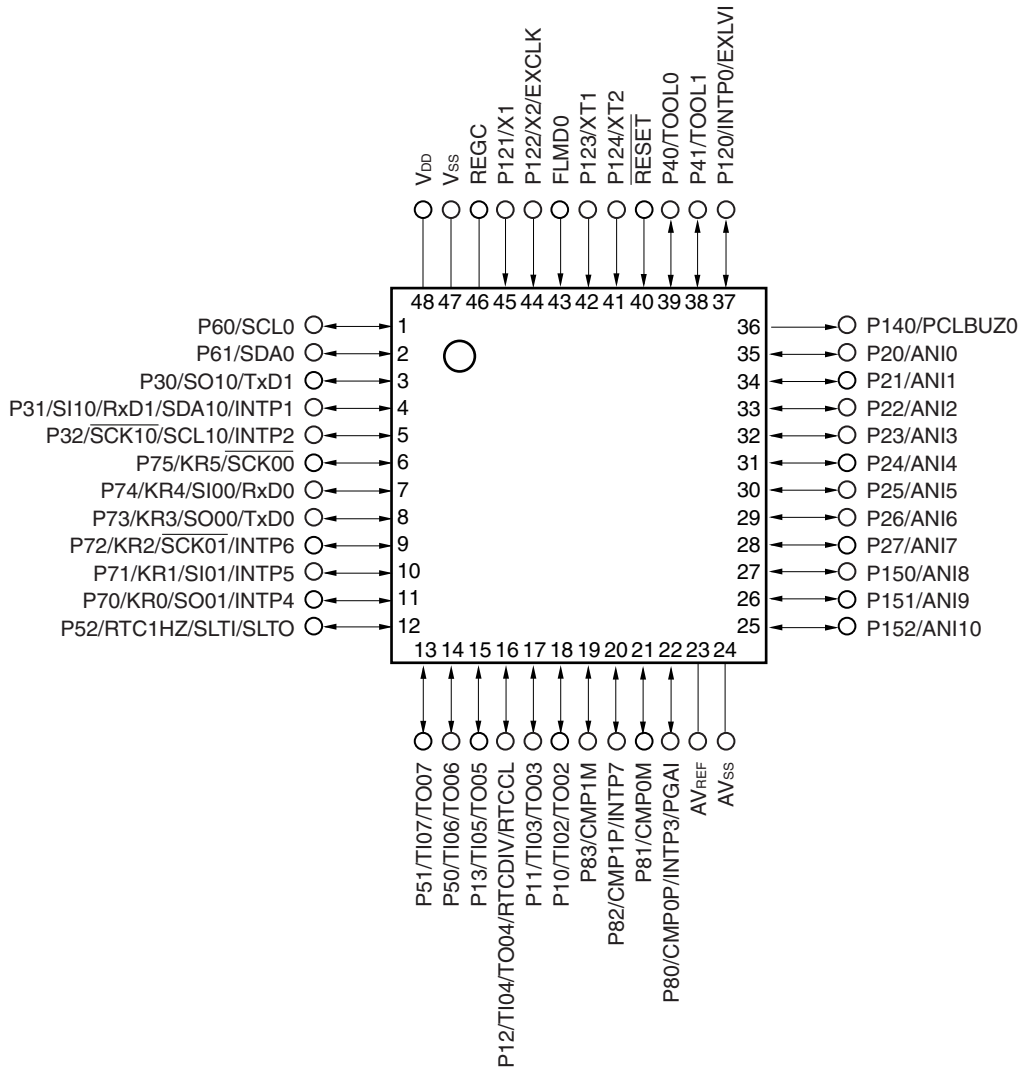 VDD
VSS
REGC
P121/X1
P122/X2/EXCLK
FLMD0
P123/XT1
P124/XT2
RESET
P40/TOOL0
P41/TOOL1
P120/INTP0/EXLVI
48 47 46 45 44 43 42 41 40 39 38 37
P60/SCL0 1
P61/SDA0 2
P30/SO10/TxD1 3
P31/SI10/RxD1/SDA10/INTP1 4
P32/SCK10/SCL10/INTP2 5
P75/KR5/SCK00 6
P74/KR4/SI00/RxD0 7
P73/KR3/SO00/TxD0 8
P72/KR2/SCK01/INTP6 9
P71/KR1/SI01/INTP5 10
P70/KR0/SO01/INTP4 11
P52/RTC1HZ/SLTI/SLTO 12
36 P140/PCLBUZ0
35 P20/ANI0
34 P21/ANI1
33 P22/ANI2
32 P23/ANI3
31 P24/ANI4
30 P25/ANI5
29 P26/ANI6
28 P27/ANI7
27 P150/ANI8
26 P151/ANI9
25 P152/ANI10
13 14 15 16 17 18 19 20 21 22 23 24
P51/TI07/TO07
P50/TI06/TO06
P13/TI05/TO05
P12/TI04/TO04/RTCDIV/RTCCL
P11/TI03/TO03
P10/TI02/TO02
P83/CMP1M
P82/CMP1P/INTP7
P81/CMP0M
P80/CMP0P/INTP3/PGAI
AVREF
AVSS